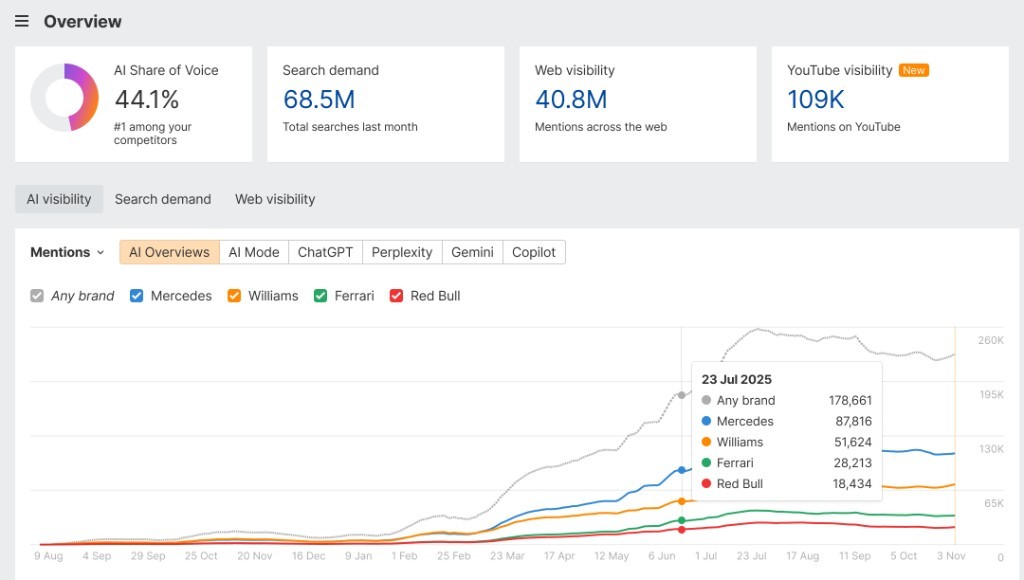 Overview
AI Share of Voice
44.1%
#1 among your
competitors
Search demand
68.5M
Total searches last month
Web visibility
40.8M
Mentions across the web
YouTube visibility New
109K
Mentions on YouTube
AI visibility Search demand Web visibility
Mentions AI Overviews AI Mode ChatGPT Perplexity Gemini Copilot
Any brand Mercedes Williams Ferrari Red Bull
260K
195K
130K
65K
0
23 Jul 2025
Any brand 178,661
Mercedes 87,816
Williams 51,624
Ferrari 28,213
Red Bull 18,434
9 Aug 4 Sep 29 Sep 25 Oct 20 Nov 16 Dec 9 Jan 1 Feb 25 Feb 23 Mar 17 Apr 12 May 6 Jun 1 Jul 23 Jul 17 Aug 11 Sep 5 Oct 3 Nov